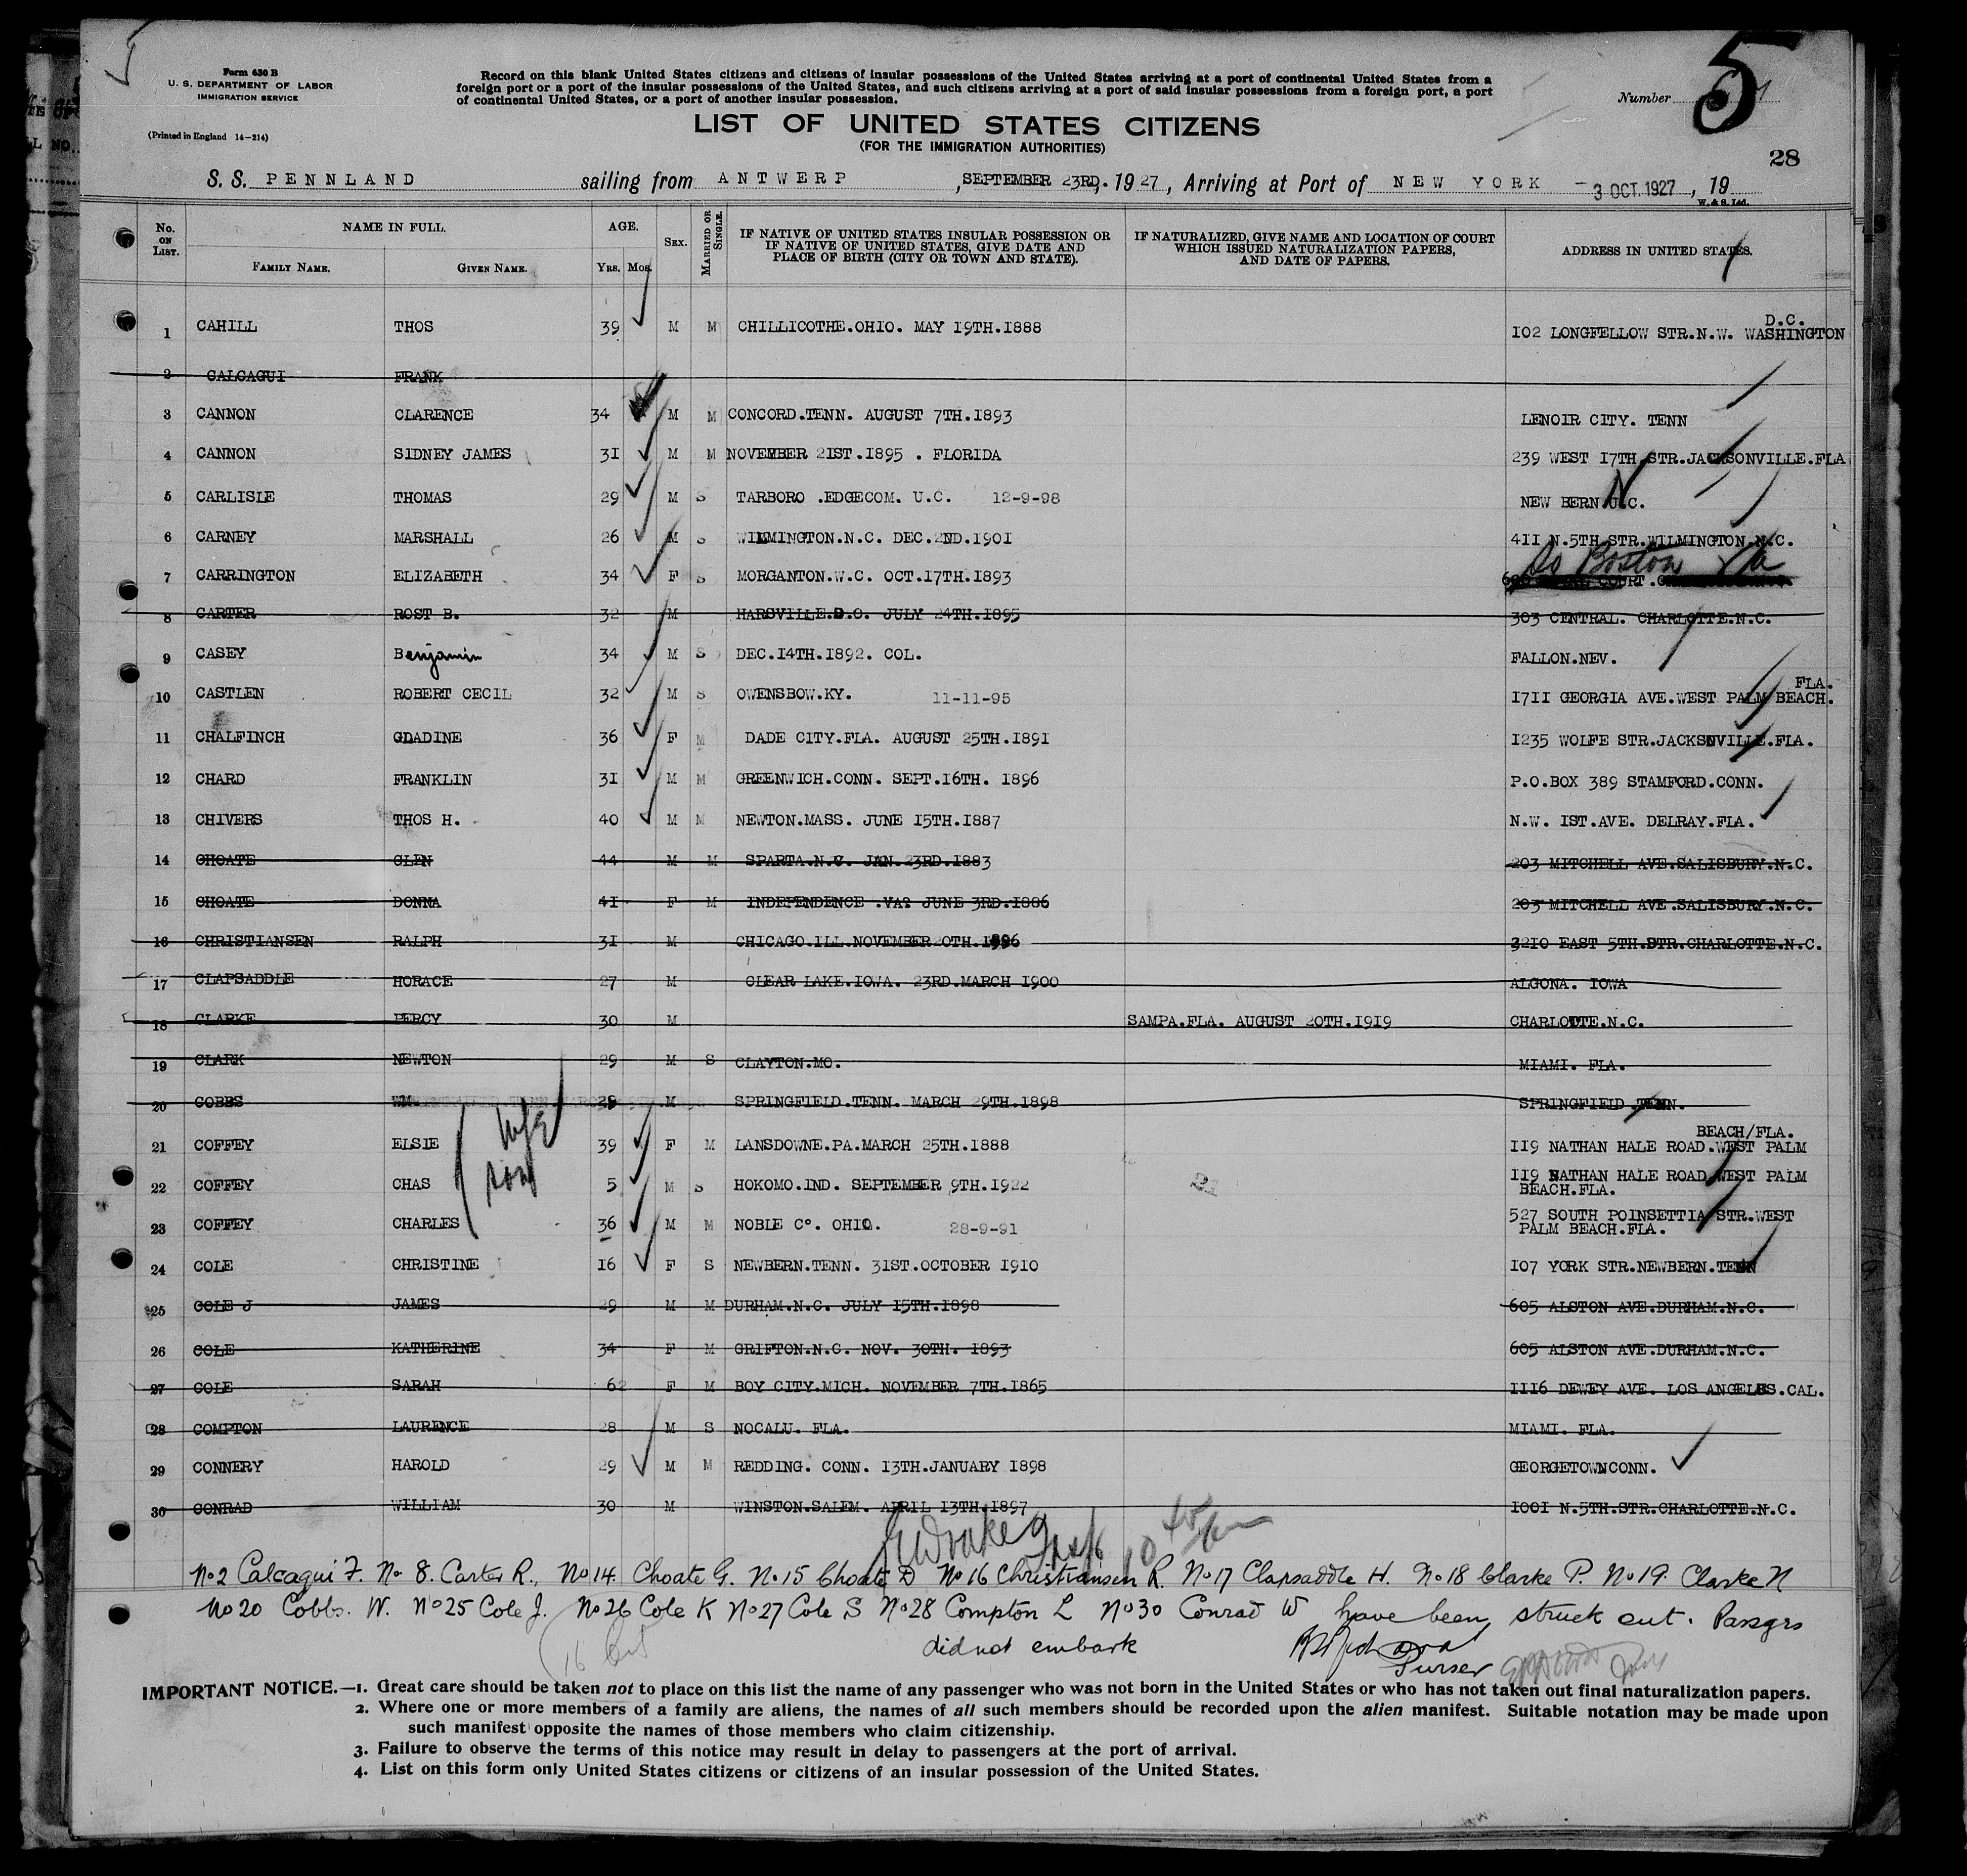 Form 630 B
U. S. DEPARTMENT OF LABOR
IMMIGRATION SERVICE
(Printed in England 14—214)
Record on this blank United States citizens and citizens of insular possessions of the United States arriving at a port of continental United States from a
foreign port or a port of the insular possessions of the United States, and such citizens arriving at a port of said insular possessions from a foreign port, a port
of continental United States, or a port of another insular possession.
Number 5
LIST OF UNITED STATES CITIZENS
(FOR THE IMMIGRATION AUTHORITIES)
28
S. S. PENNLAND sailing from ANTWERP, SEPTEMBER 23RD, 1927, Arriving at Port of NEW YORK – 3 OCT. 1927, 19
W. & S. Ltd.
No. ON LIST. NAME IN FULL. FAMILY NAME. GIVEN NAME. AGE. YRS. MOS. SEX. MARRIED OR SINGLE. IF NATIVE OF UNITED STATES INSULAR POSSESSION OR IF NATIVE OF UNITED STATES, GIVE DATE AND PLACE OF BIRTH (CITY OR TOWN AND STATE). IF NATURALIZED, GIVE NAME AND LOCATION OF COURT WHICH ISSUED NATURALIZATION PAPERS, AND DATE OF PAPERS. ADDRESS IN UNITED STATES.
1 CAHILL THOS 39 M M CHILLICOTHE.OHIO. MAY 19TH.1888 102 LONGFELLOW STR.N.W. WASHINGTON D.C.
2 CALCAGUI FRANK
3 CANNON CLARENCE 34 M M CONCORD.TENN. AUGUST 7TH.1893 LENOIR CITY. TENN
4 CANNON SIDNEY JAMES 31 M M NOVEMBER 21ST.1895 . FLORIDA 239 WEST 17TH STR.JACKSONVILLE.FLA
5 CARLISLE THOMAS 29 M S TARBORO .EDGECOM. U.C. 12-9-98 NEW BERN N.C.
6 CARNEY MARSHALL 26 M S WILMINGTON.N.C. DEC.2ND.1901 411 N.5TH STR.WILMINGTON.N.C.
7 CARRINGTON ELIZABETH 34 F S MORGANTON.W.C. OCT.17TH.1893 So Boston Va COURT
8 CARTER ROST B. 32 M HARSVILLE.S.C. JULY 24TH.1895 303 CENTRAL. CHARLOTTE.N.C.
9 CASEY Benjamin 34 M S DEC.14TH.1892. COL. FALLON.NEV.
10 CASTLEN ROBERT CECIL 32 M S OWENSBOW.KY. 11-11-95 1711 GEORGIA AVE.WEST PALM BEACH. FLA.
11 CHALFINCH GLADINE 36 F M DADE CITY.FLA. AUGUST 25TH.1891 1235 WOLFE STR.JACKSNVILLE.FLA.
12 CHARD FRANKLIN 31 M M GREENWICH.CONN. SEPT.16TH. 1896 P.O.BOX 389 STAMFORD.CONN.
13 CHIVERS THOS H. 40 M M NEWTON.MASS. JUNE 15TH.1887 N.W. 1ST.AVE. DELRAY.FLA.
14 CHOATE GLEN 44 M M SPARTA.N.C. JAN.23RD.1883 203 MITCHELL AVE.SALISBURY.N.C.
15 CHOATE DONNA 41 F M INDEPENDENCE .VA. JUNE 3RD.1886 203 MITCHELL AVE.SALISBURY.N.C.
16 CHRISTIANSEN RALPH 31 M CHICAGO.ILL.NOVEMBER 20TH.1896 3210 EAST 5TH.STR.CHARLOTTE.N.C.
17 CLAPSADDLE HORACE 27 M CLEAR LAKE.IOWA. 23RD.MARCH 1900 ALGONA. IOWA
18 CLARKE PERCY 30 M SAMPA.FLA. AUGUST 20TH.1919 CHARLOTTE.N.C.
19 CLARK NEWTON 29 M S CLAYTON.MO. MIAMI. FLA.
20 COBBS WM. 29 M SPRINGFIELD.TENN. MARCH 29TH.1898 SPRINGFIELD.TENN.
21 COFFEY ELSIE wife 39 F M LANSDOWNE.PA.MARCH 25TH.1888 119 NATHAN HALE ROAD.WEST PALM BEACH/FLA.
22 COFFEY CHAS son 5 M S HOKOMO.IND. SEPTEMBER 9TH.1922 119 NATHAN HALE ROAD.WEST PALM BEACH.FLA.
23 COFFEY CHARLES 36 M M NOBLE Co. OHIO. 28-9-91 527 SOUTH POINSETTIA STR.WEST PALM BEACH.FLA.
24 COLE CHRISTINE 16 F S NEWBERN.TENN. 31ST.OCTOBER 1910 107 YORK STR.NEWBERN.TENN
25 COLE J JAMES 29 M M DURHAM.N.C. JULY 15TH.1898 605 ALSTON AVE.DURHAM.N.C.
26 COLE KATHERINE 34 F M GRIFTON.N.C. NOV. 30TH. 1893 605 ALSTON AVE.DURHAM.N.C.
27 COLE SARAH 62 F M BOY CITY.MICH. NOVEMBER 7TH.1865 1116 DEWEY AVE. LOS ANGELES.CAL.
28 COMPTON LAURENCE 28 M S NOCALU. FLA. MIAMI. FLA.
29 CONNERY HAROLD 29 M M REDDING. CONN. 13TH.JANUARY 1898 GEORGETOWNCONN.
30 CONRAD WILLIAM 30 M WINSTON.SALEM. APRIL 13TH.1897 1001 N.5TH.STR.CHARLOTTE.N.C.
No 2 Calcagui F. No 8. Carter R., No 14. Choate G. No 15 Choate D No 16 Christiansen R. No 17 Clapsaddle H. No 18 Clarke P. No 19. Clarke N
No 20 Cobbs. W. No 25 Cole J. No 26 Cole K No 27 Cole S No 28 Compton L No 30 Conrad W have been struck out. Passgrs
did not embark
Purser
IMPORTANT NOTICE.—1. Great care should be taken not to place on this list the name of any passenger who was not born in the United States or who has not taken out final naturalization papers.
2. Where one or more members of a family are aliens, the names of all such members should be recorded upon the alien manifest. Suitable notation may be made upon
such manifest opposite the names of those members who claim citizenship.
3. Failure to observe the terms of this notice may result in delay to passengers at the port of arrival.
4. List on this form only United States citizens or citizens of an insular possession of the United States.